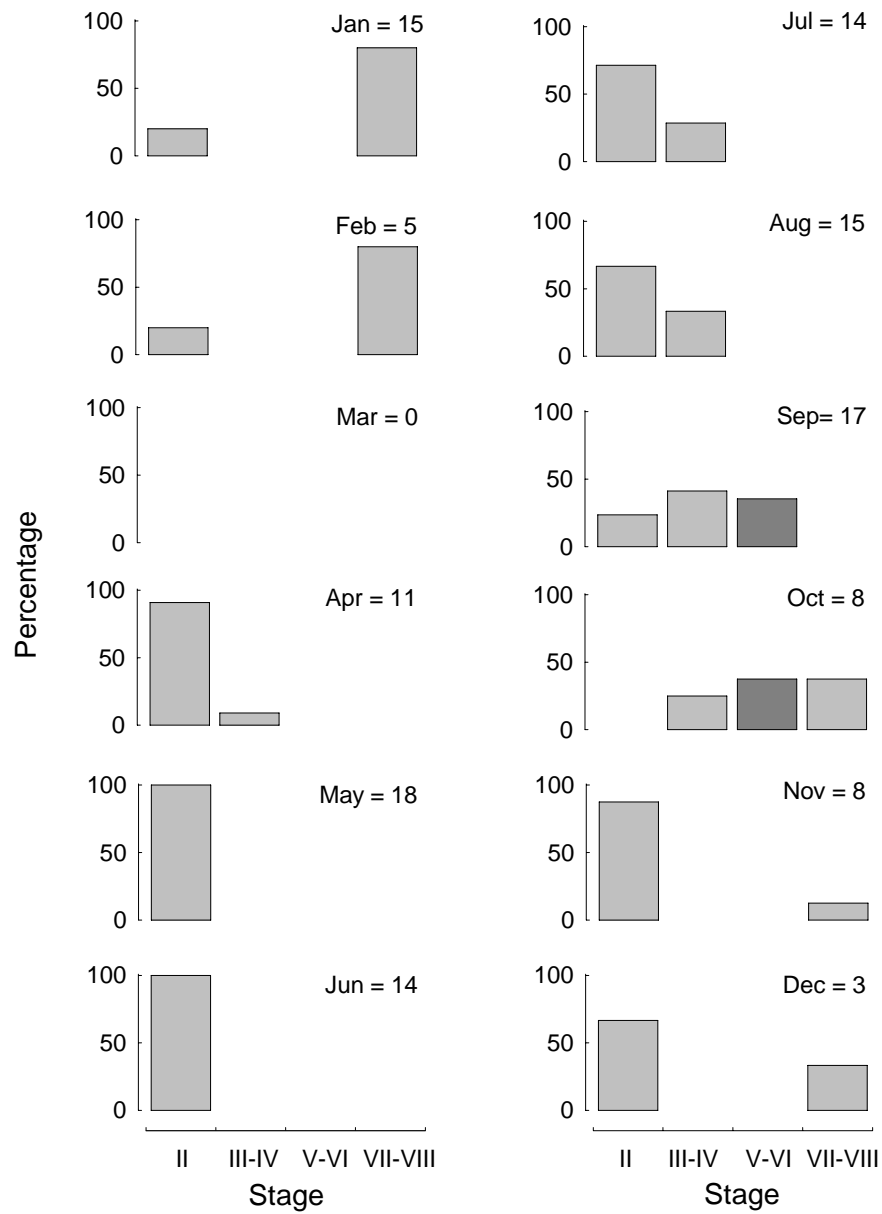 Jan = 15
100
50
0
Feb = 5
100
50
0
Mar = 0
100
50
0
Apr = 11
100
50
0
May = 18
100
50
0
Jun = 14
100
50
0
II III-IV V-VI VII-VIII
Stage
Percentage
Jul = 14
100
50
0
Aug = 15
100
50
0
Sep= 17
100
50
0
Oct = 8
100
50
0
Nov = 8
100
50
0
Dec = 3
100
50
0
II III-IV V-VI VII-VIII
Stage